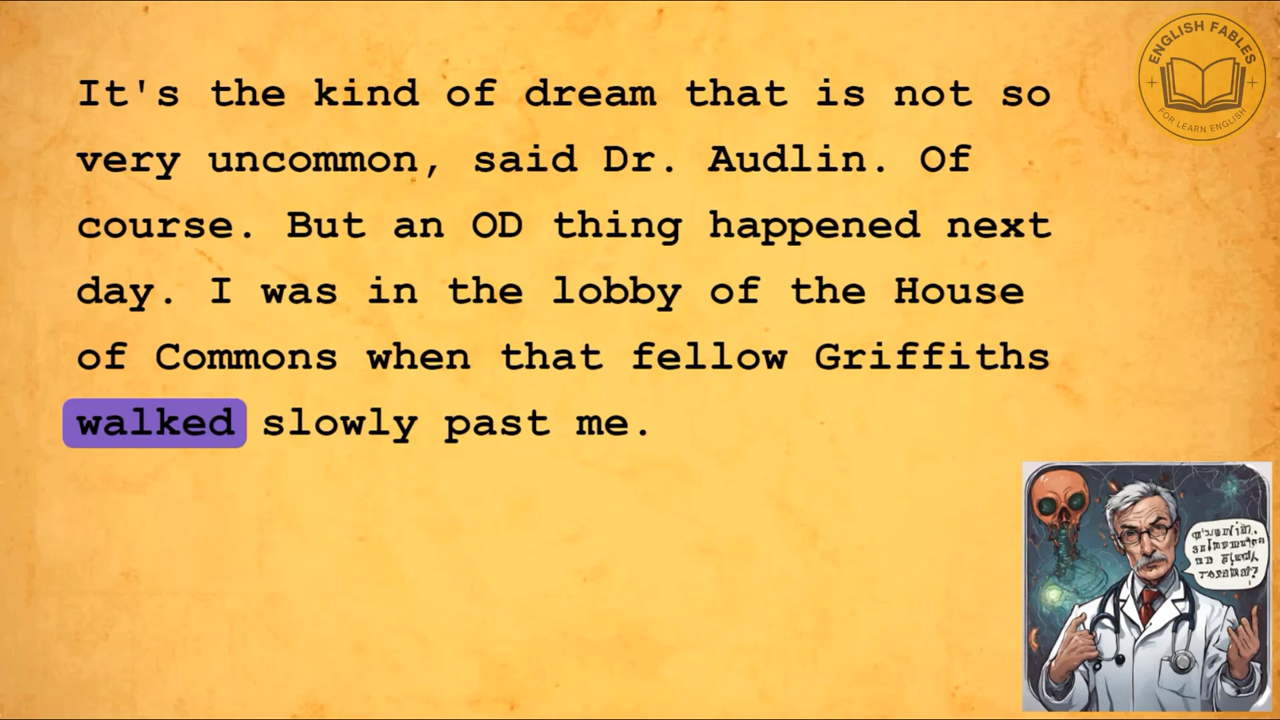 It's the kind of dream that is not so
very uncommon, said Dr. Audlin. Of
course. But an OD thing happened next
day. I was in the lobby of the House
of Commons when that fellow Griffiths
walked slowly past me.
ENGLISH FABLES
FOR LEARN ENGLISH